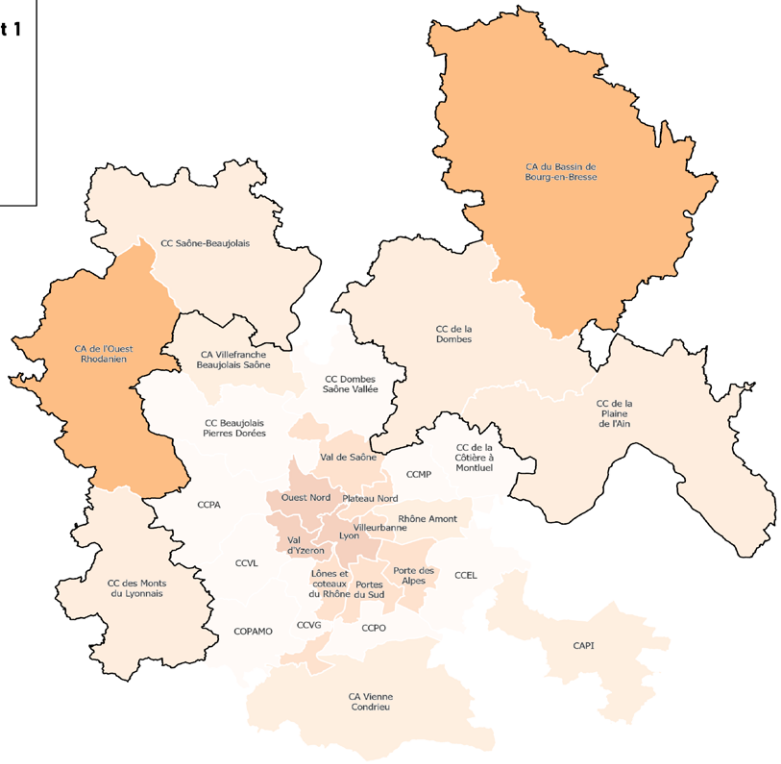 t 1
CA du Bassin de
Bourg-en-Bresse
CC Saône-Beaujolais
CA de l'Ouest
Rhodanien
CA Villefranche
Beaujolais Saône
CC de la
Dombes
CC Dombes
Saône Vallée
CC de la
Plaine
de l'Ain
CC Beaujolais
Pierres Dorées
Val de Saône
CC de la
Côtière à
Montluel
CCMP
CCPA
Ouest Nord
Plateau Nord
Rhône Amont
Villeurbanne
Lyon
Val
d'Yzeron
CCVL
Lônes et
coteaux
du Rhône
Portes
du Sud
Porte des
Alpes
CCEL
CC des Monts
du Lyonnais
COPAMO
CCVG
CCPO
CAPI
CA Vienne
Condrieu